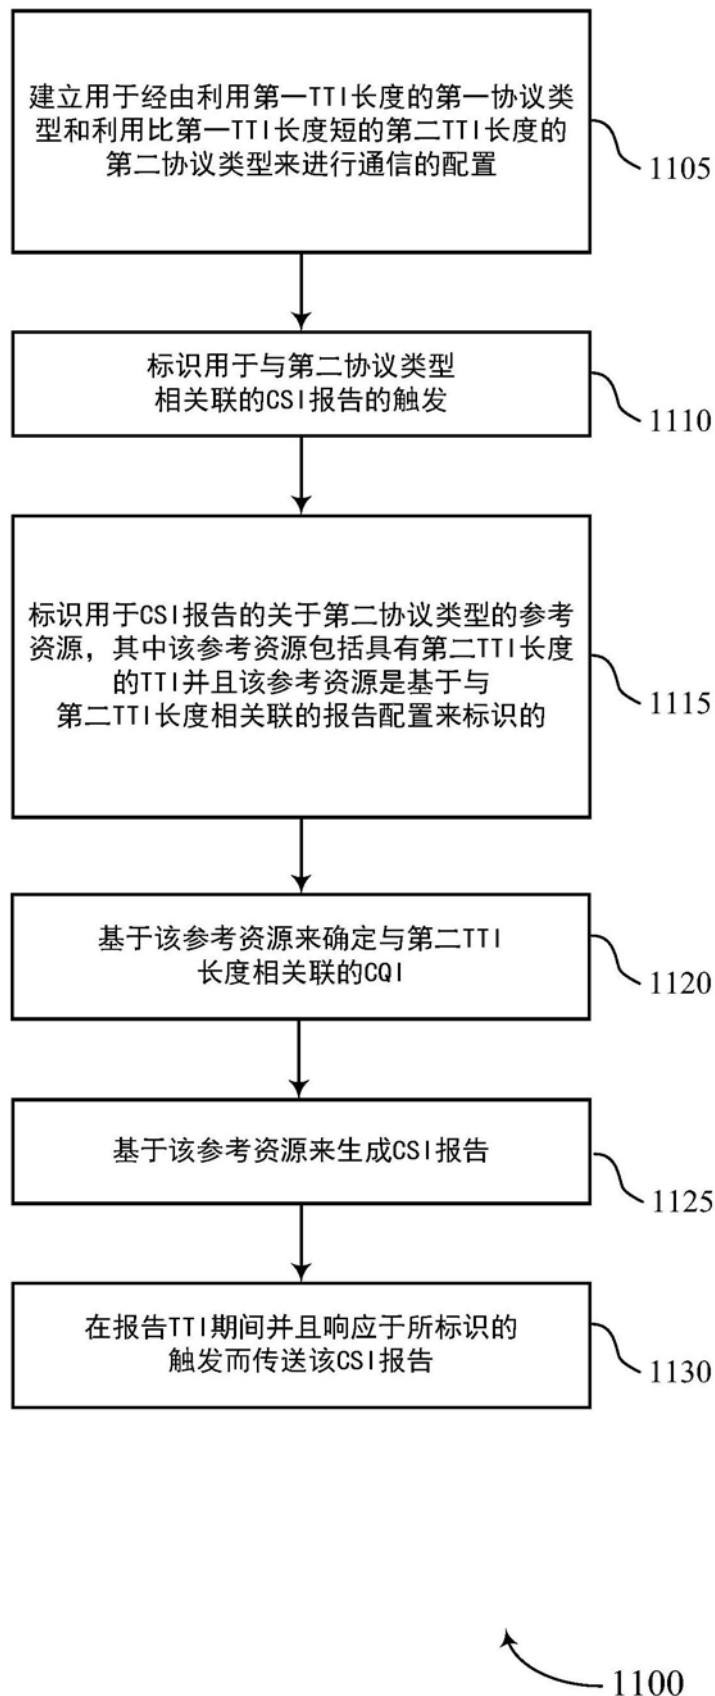 建立用于经由利用第一TTI长度的第一协议类
型和利用比第一TTI长度短的第二TTI长度的
第二协议类型来进行通信的配置
1105
标识用于与第二协议类型
相关联的CSI报告的触发
1110
标识用于CSI报告的关于第二协议类型的参考
资源，其中该参考资源包括具有第二TTI长度
的TTI并且该参考资源是基于与
第二TTI长度相关联的报告配置来标识的
1115
基于该参考资源来确定与第二TTI
长度相关联的CQI
1120
基于该参考资源来生成CSI报告
1125
在报告TTI期间并且响应于所标识的
触发而传送该CSI报告
1130
1100